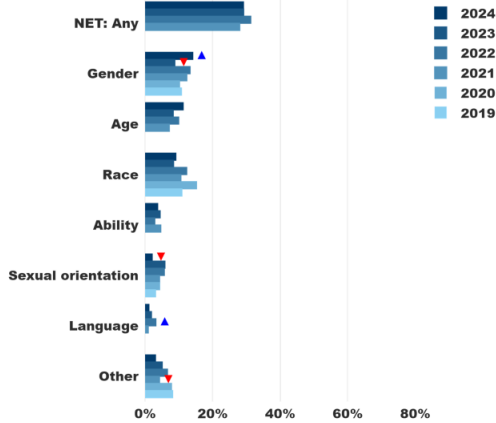 NET: Any
Gender
Age
Race
Ability
Sexual orientation
Language
Other
0% 20% 40% 60% 80%
2024
2023
2022
2021
2020
2019